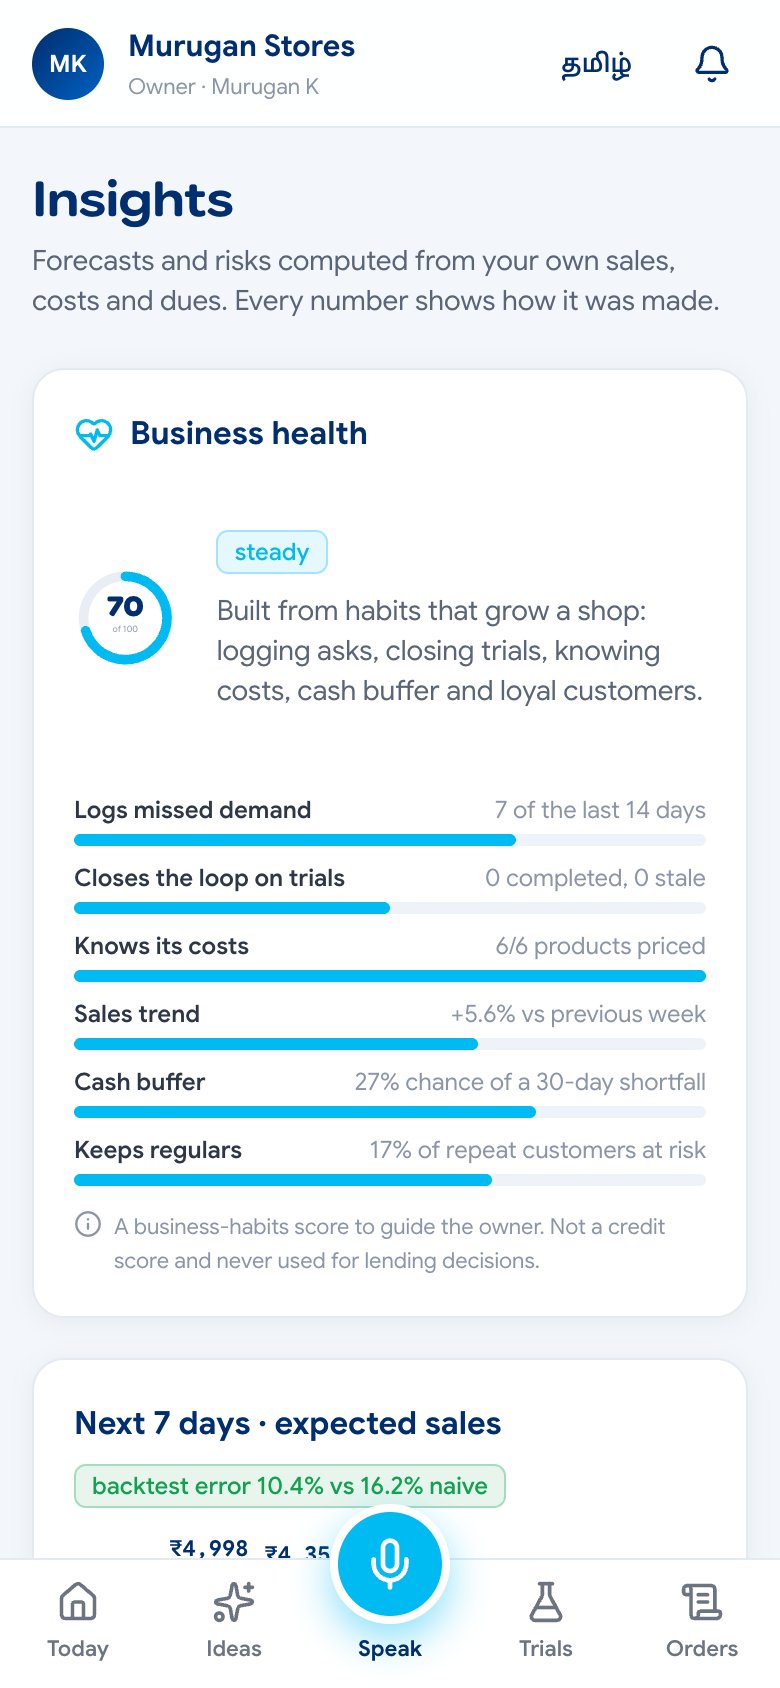 MK
Murugan Stores
Owner · Murugan K
தமிழ்
Insights
Forecasts and risks computed from your own sales,
costs and dues. Every number shows how it was made.
Business health
steady
70
of 100
Built from habits that grow a shop:
logging asks, closing trials, knowing
costs, cash buffer and loyal customers.
Logs missed demand 7 of the last 14 days
Closes the loop on trials 0 completed, 0 stale
Knows its costs 6/6 products priced
Sales trend +5.6% vs previous week
Cash buffer 27% chance of a 30-day shortfall
Keeps regulars 17% of repeat customers at risk
A business-habits score to guide the owner. Not a credit
score and never used for lending decisions.
Next 7 days · expected sales
backtest error 10.4% vs 16.2% naive
₹4,998
Today Ideas Speak Trials Orders